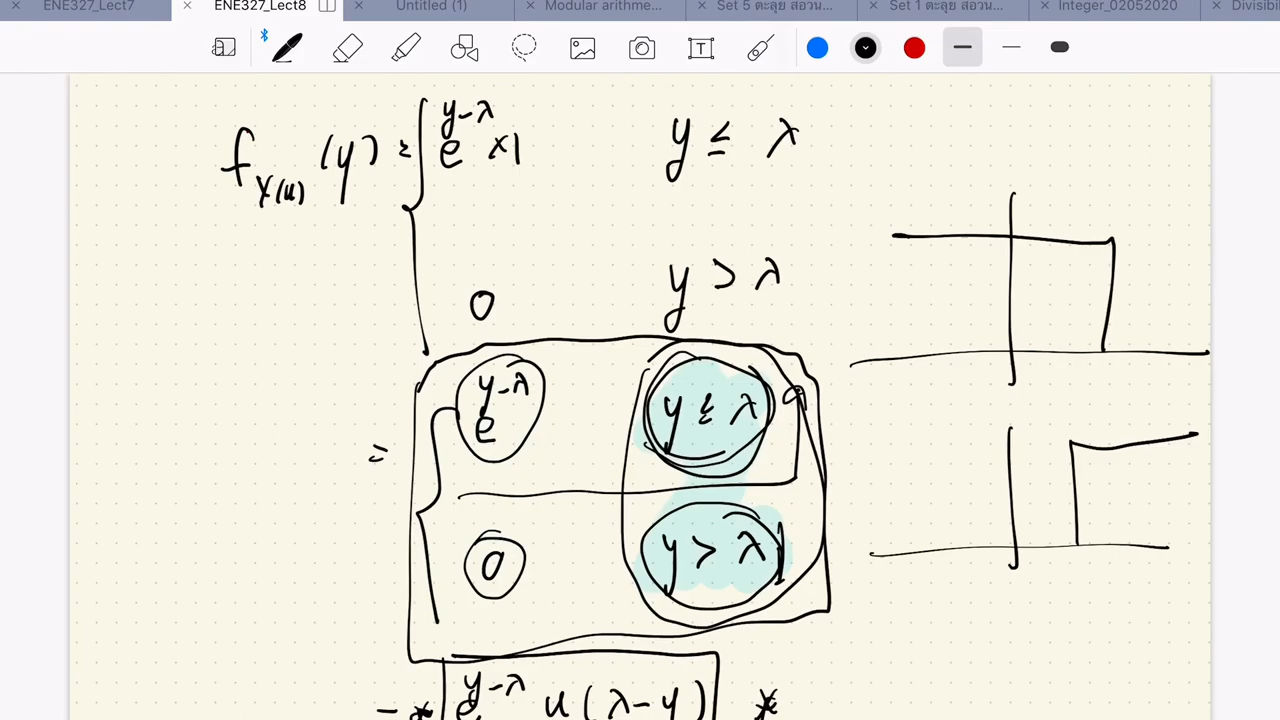 ENE327_Lect7 ENE327_Lect8 Untitled (1) Modular arithme... Set 5 ตะลุย สอวน... Set 1 ตะลุย สอวน... Integer_02052020 Divisibi
T
f_{Y(u)}(y) = { e^{y-λ} ×1 y ≤ λ
0 y > λ
= { e^{y-λ} y ≤ λ
0 y > λ
= * e^{y-λ} u(λ-y) *